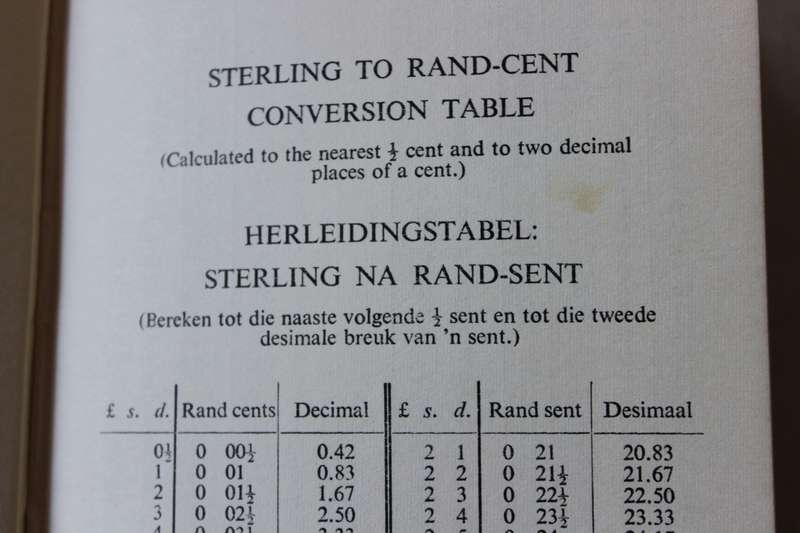 STERLING TO RAND-CENT
CONVERSION TABLE
(Calculated to the nearest ½ cent and to two decimal
places of a cent.)
HERLEIDINGSTABEL:
STERLING NA RAND-SENT
(Bereken tot die naaste volgende ½ sent en tot die tweede
desimale breuk van 'n sent.)
£ s. d. Rand cents Decimal £ s. d. Rand sent Desimaal
0½ 0 00½ 0.42 2 1 0 21 20.83
1 0 01 0.83 2 2 0 21½ 21.67
2 0 01½ 1.67 2 3 0 22½ 22.50
3 0 02½ 2.50 2 4 0 23½ 23.33